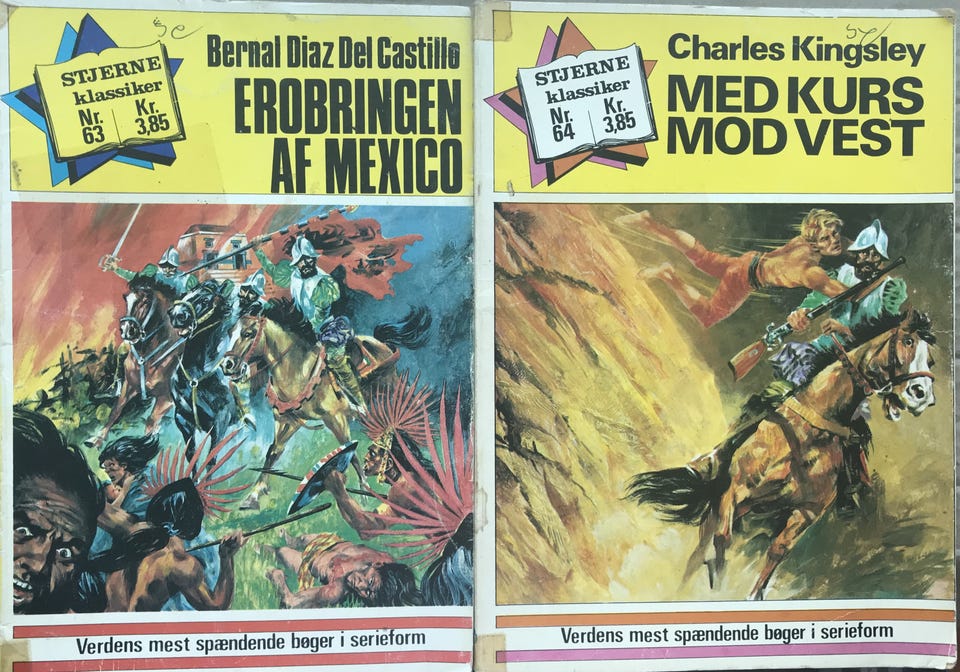 STJERNE
klassiker
Nr.
63
Kr.
3,85
Bernal Diaz Del Castillo
EROBRINGEN
AF MEXICO
Verdens mest spændende bøger i serieform
STJERNE
klassiker
Nr.
64
Kr.
3,85
Charles Kingsley
MED KURS
MOD VEST
Verdens mest spændende bøger i serieform